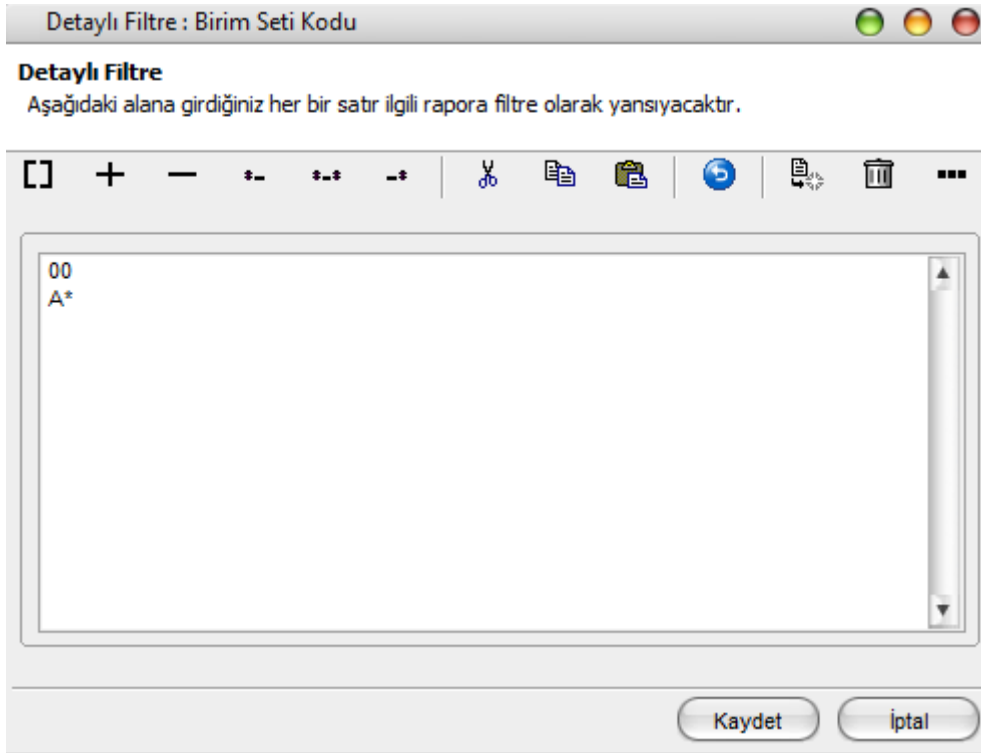 Detaylı Filtre : Birim Seti Kodu
Detaylı Filtre
Aşağıdaki alana girdiğiniz her bir satır ilgili rapora filtre olarak yansıyacaktır.
00
A*
Kaydet
İptal